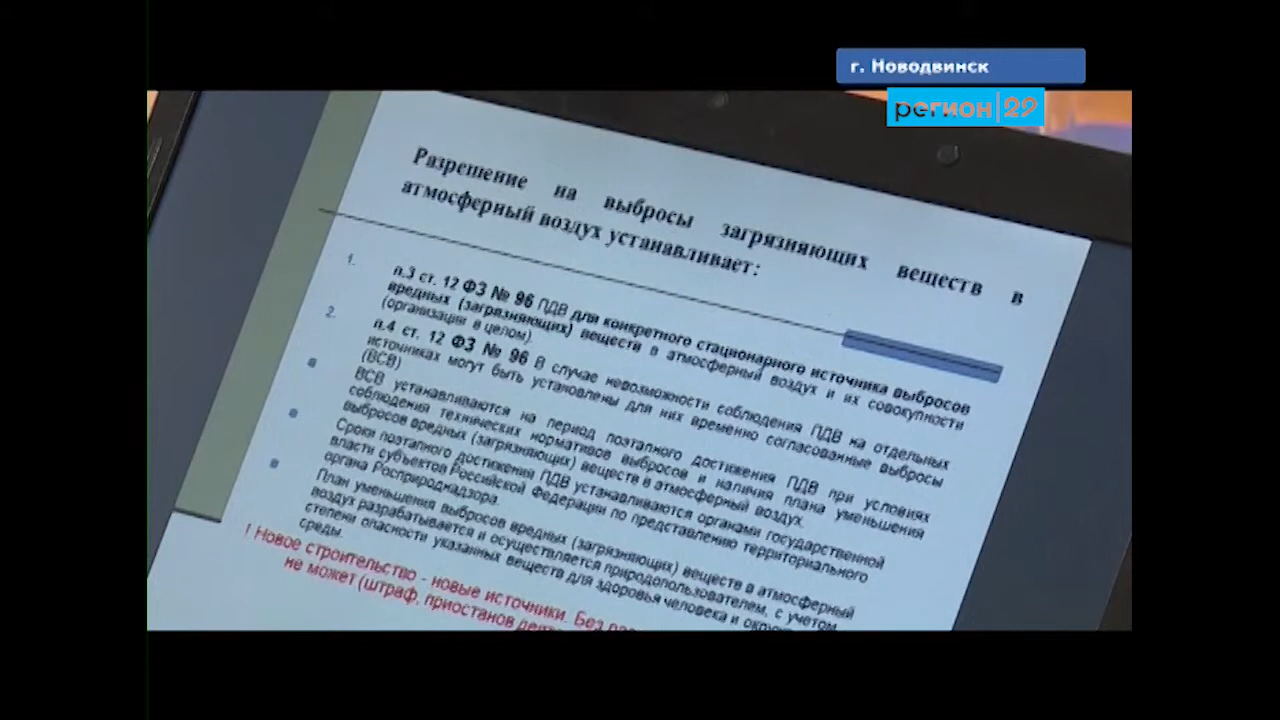 г. Новодвинск
регион|29
Разрешение на выбросы загрязняющих веществ в
атмосферный воздух устанавливает:
1. п.3 ст. 12 ФЗ № 96 ПДВ для конкретного стационарного источника выбросов
вредных (загрязняющих) веществ в атмосферный воздух и их совокупности
(организации в целом).
2. п.4 ст. 12 ФЗ № 96 В случае невозможности соблюдения ПДВ на отдельных
источниках могут быть установлены для них временно согласованные выбросы
(ВСВ)
ВСВ устанавливаются на период поэтапного достижения ПДВ при условиях
соблюдения технических нормативов выбросов и наличия плана уменьшения
выбросов вредных (загрязняющих) веществ в атмосферный воздух.
Сроки поэтапного достижения ПДВ устанавливаются органами государственной
власти субъектов Российской Федерации по представлению территориального
органа Росприроднадзора.
План уменьшения выбросов вредных (загрязняющих) веществ в атмосферный
воздух разрабатывается и осуществляется природопользователем, с учетом
степени опасности указанных веществ для здоровья человека и
среды.
! Новое строительство - новые источники. Без
не может (штраф, приостанов